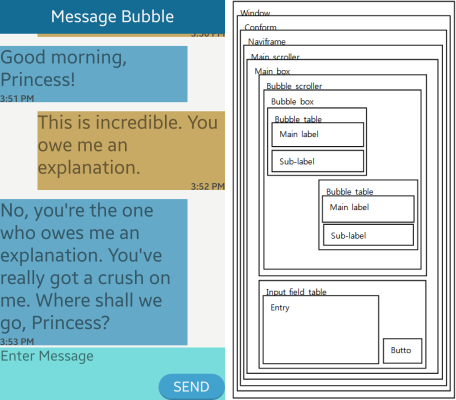 Message Bubble
3:50 PM
Good morning,
Princess!
3:51 PM
This is incredible. You
owe me an
explanation.
3:52 PM
No, you're the one
who owes me an
explanation. You've
really got a crush on
me. Where shall we
go, Princess?
3:53 PM
Enter Message
SEND
Window
Conform
Naviframe
Main scroller
Main box
Bubble scroller
Bubble box
Bubble table
Main label
Sub-label
Bubble table
Main label
Sub-label
Input field table
Entry
Butto